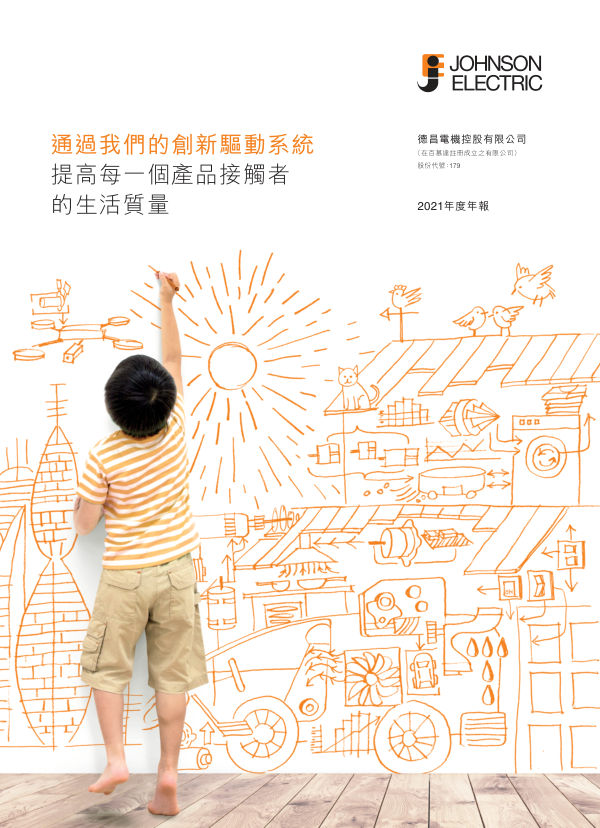 JOHNSON
ELECTRIC
通過我們的創新驅動系統
提高每一個產品接觸者
的生活質量
德昌電機控股有限公司
(在百慕達註冊成立之有限公司)
股份代號:179
2021年度年報